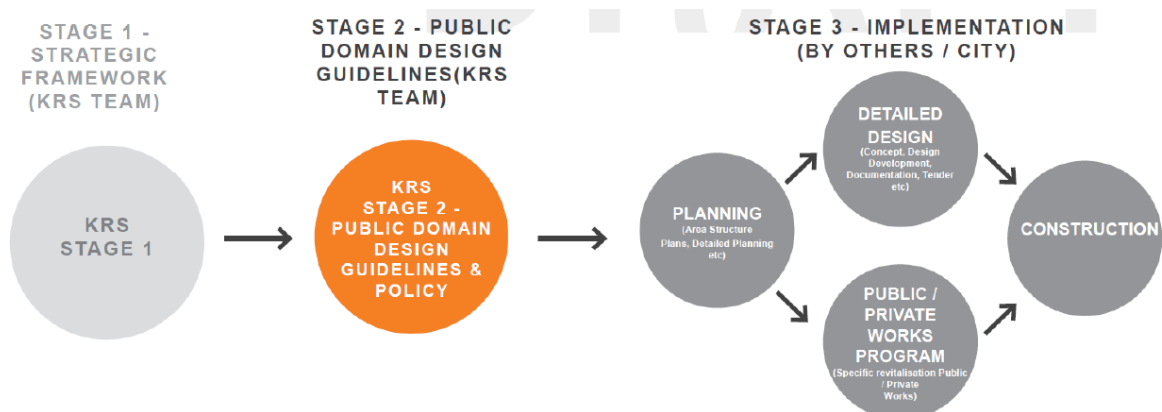 STAGE 1 -
STRATEGIC
FRAMEWORK
(KRS TEAM)
STAGE 2 - PUBLIC
DOMAIN DESIGN
GUIDELINES(KRS
TEAM)
STAGE 3 - IMPLEMENTATION
(BY OTHERS / CITY)
KRS
STAGE 1
KRS
STAGE 2 -
PUBLIC DOMAIN
DESIGN
GUIDELINES &
POLICY
PLANNING
(Area Structure
Plans, Detailed Planning
etc)
DETAILED
DESIGN
(Concept, Design
Development,
Documentation, Tender
etc)
PUBLIC /
PRIVATE
WORKS
PROGRAM
(Specific revitalisation Public
/ Private
Works)
CONSTRUCTION